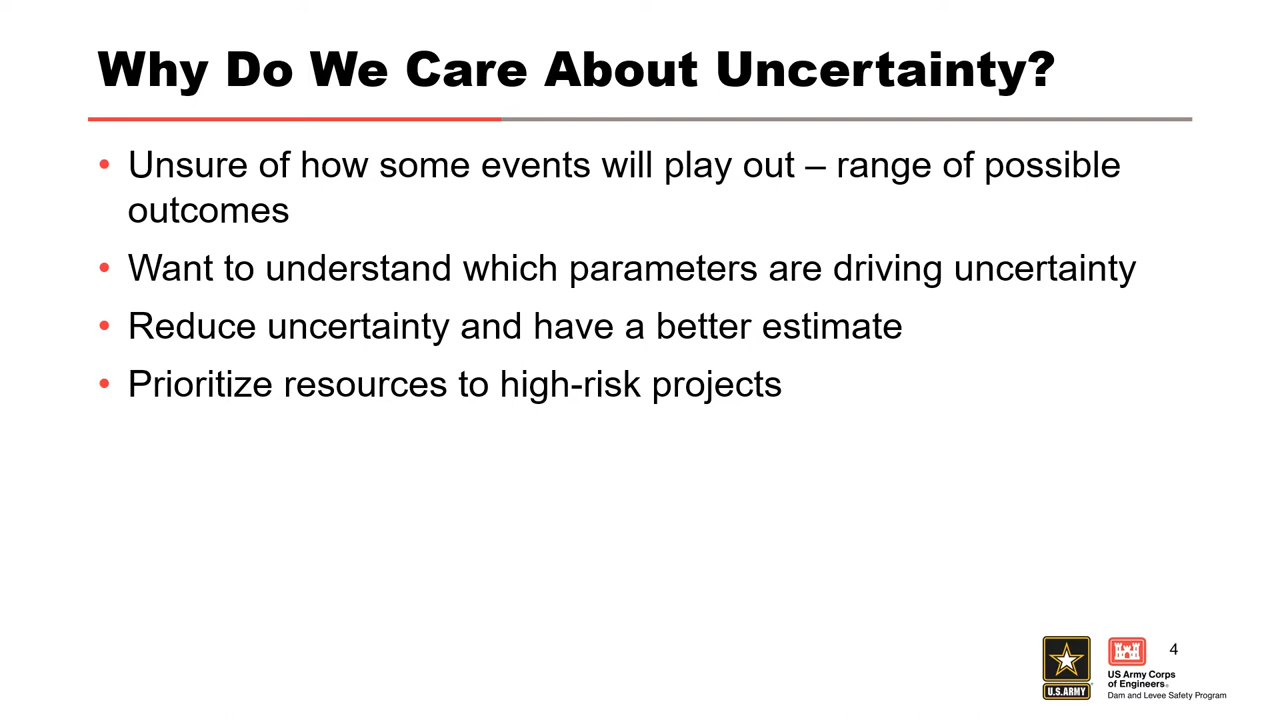 Why Do We Care About Uncertainty?
• Unsure of how some events will play out – range of possible
outcomes
• Want to understand which parameters are driving uncertainty
• Reduce uncertainty and have a better estimate
• Prioritize resources to high-risk projects
4
U.S. ARMY
US Army Corps
of Engineers®
Dam and Levee Safety Program